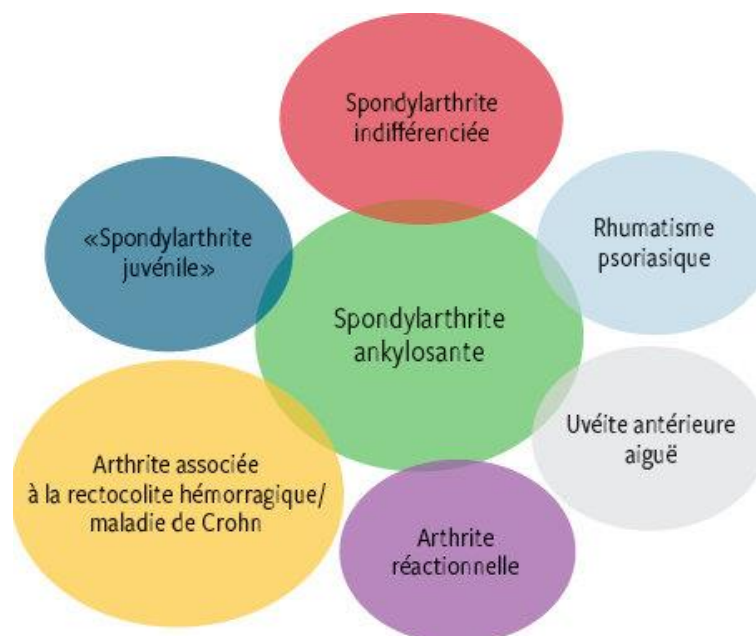 Spondylarthrite
indifférenciée
«Spondylarthrite
juvénile»
Rhumatisme
psoriasique
Spondylarthrite
ankylosante
Uvéite antérieure
aiguë
Arthrite associée
à la rectocolite hémorragique/
maladie de Crohn
Arthrite
réactionnelle